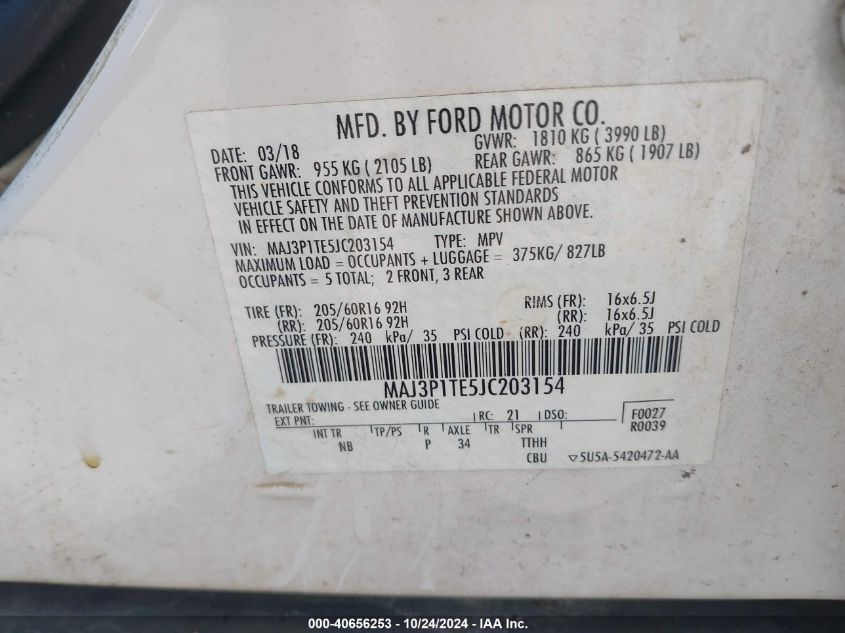 MFD. BY FORD MOTOR CO.
DATE: 03/18 GVWR: 1810 KG ( 3990 LB)
FRONT GAWR: 955 KG ( 2105 LB) REAR GAWR: 865 KG ( 1907 LB)
THIS VEHICLE CONFORMS TO ALL APPLICABLE FEDERAL MOTOR
VEHICLE SAFETY AND THEFT PREVENTION STANDARDS
IN EFFECT ON THE DATE OF MANUFACTURE SHOWN ABOVE.
VIN: MAJ3P1TE5JC203154 TYPE: MPV
MAXIMUM LOAD = OCCUPANTS + LUGGAGE = 375KG/ 827LB
OCCUPANTS = 5 TOTAL; 2 FRONT, 3 REAR
TIRE (FR): 205/60R16 92H RIMS (FR): 16x6.5J
(RR): 205/60R16 92H (RR): 16x6.5J
PRESSURE (FR): 240 kPa/ 35 PSI COLD (RR): 240 kPa/ 35 PSI COLD
MAJ3P1TE5JC203154
TRAILER TOWING - SEE OWNER GUIDE
EXT PNT: RC: 21 DSO: F0027
R0039
INT TR TP/PS R AXLE TR SPR
NB P 34 TTHH
CBU 5U5A-5420472-AA
000-40656253 - 10/24/2024 - IAA Inc.